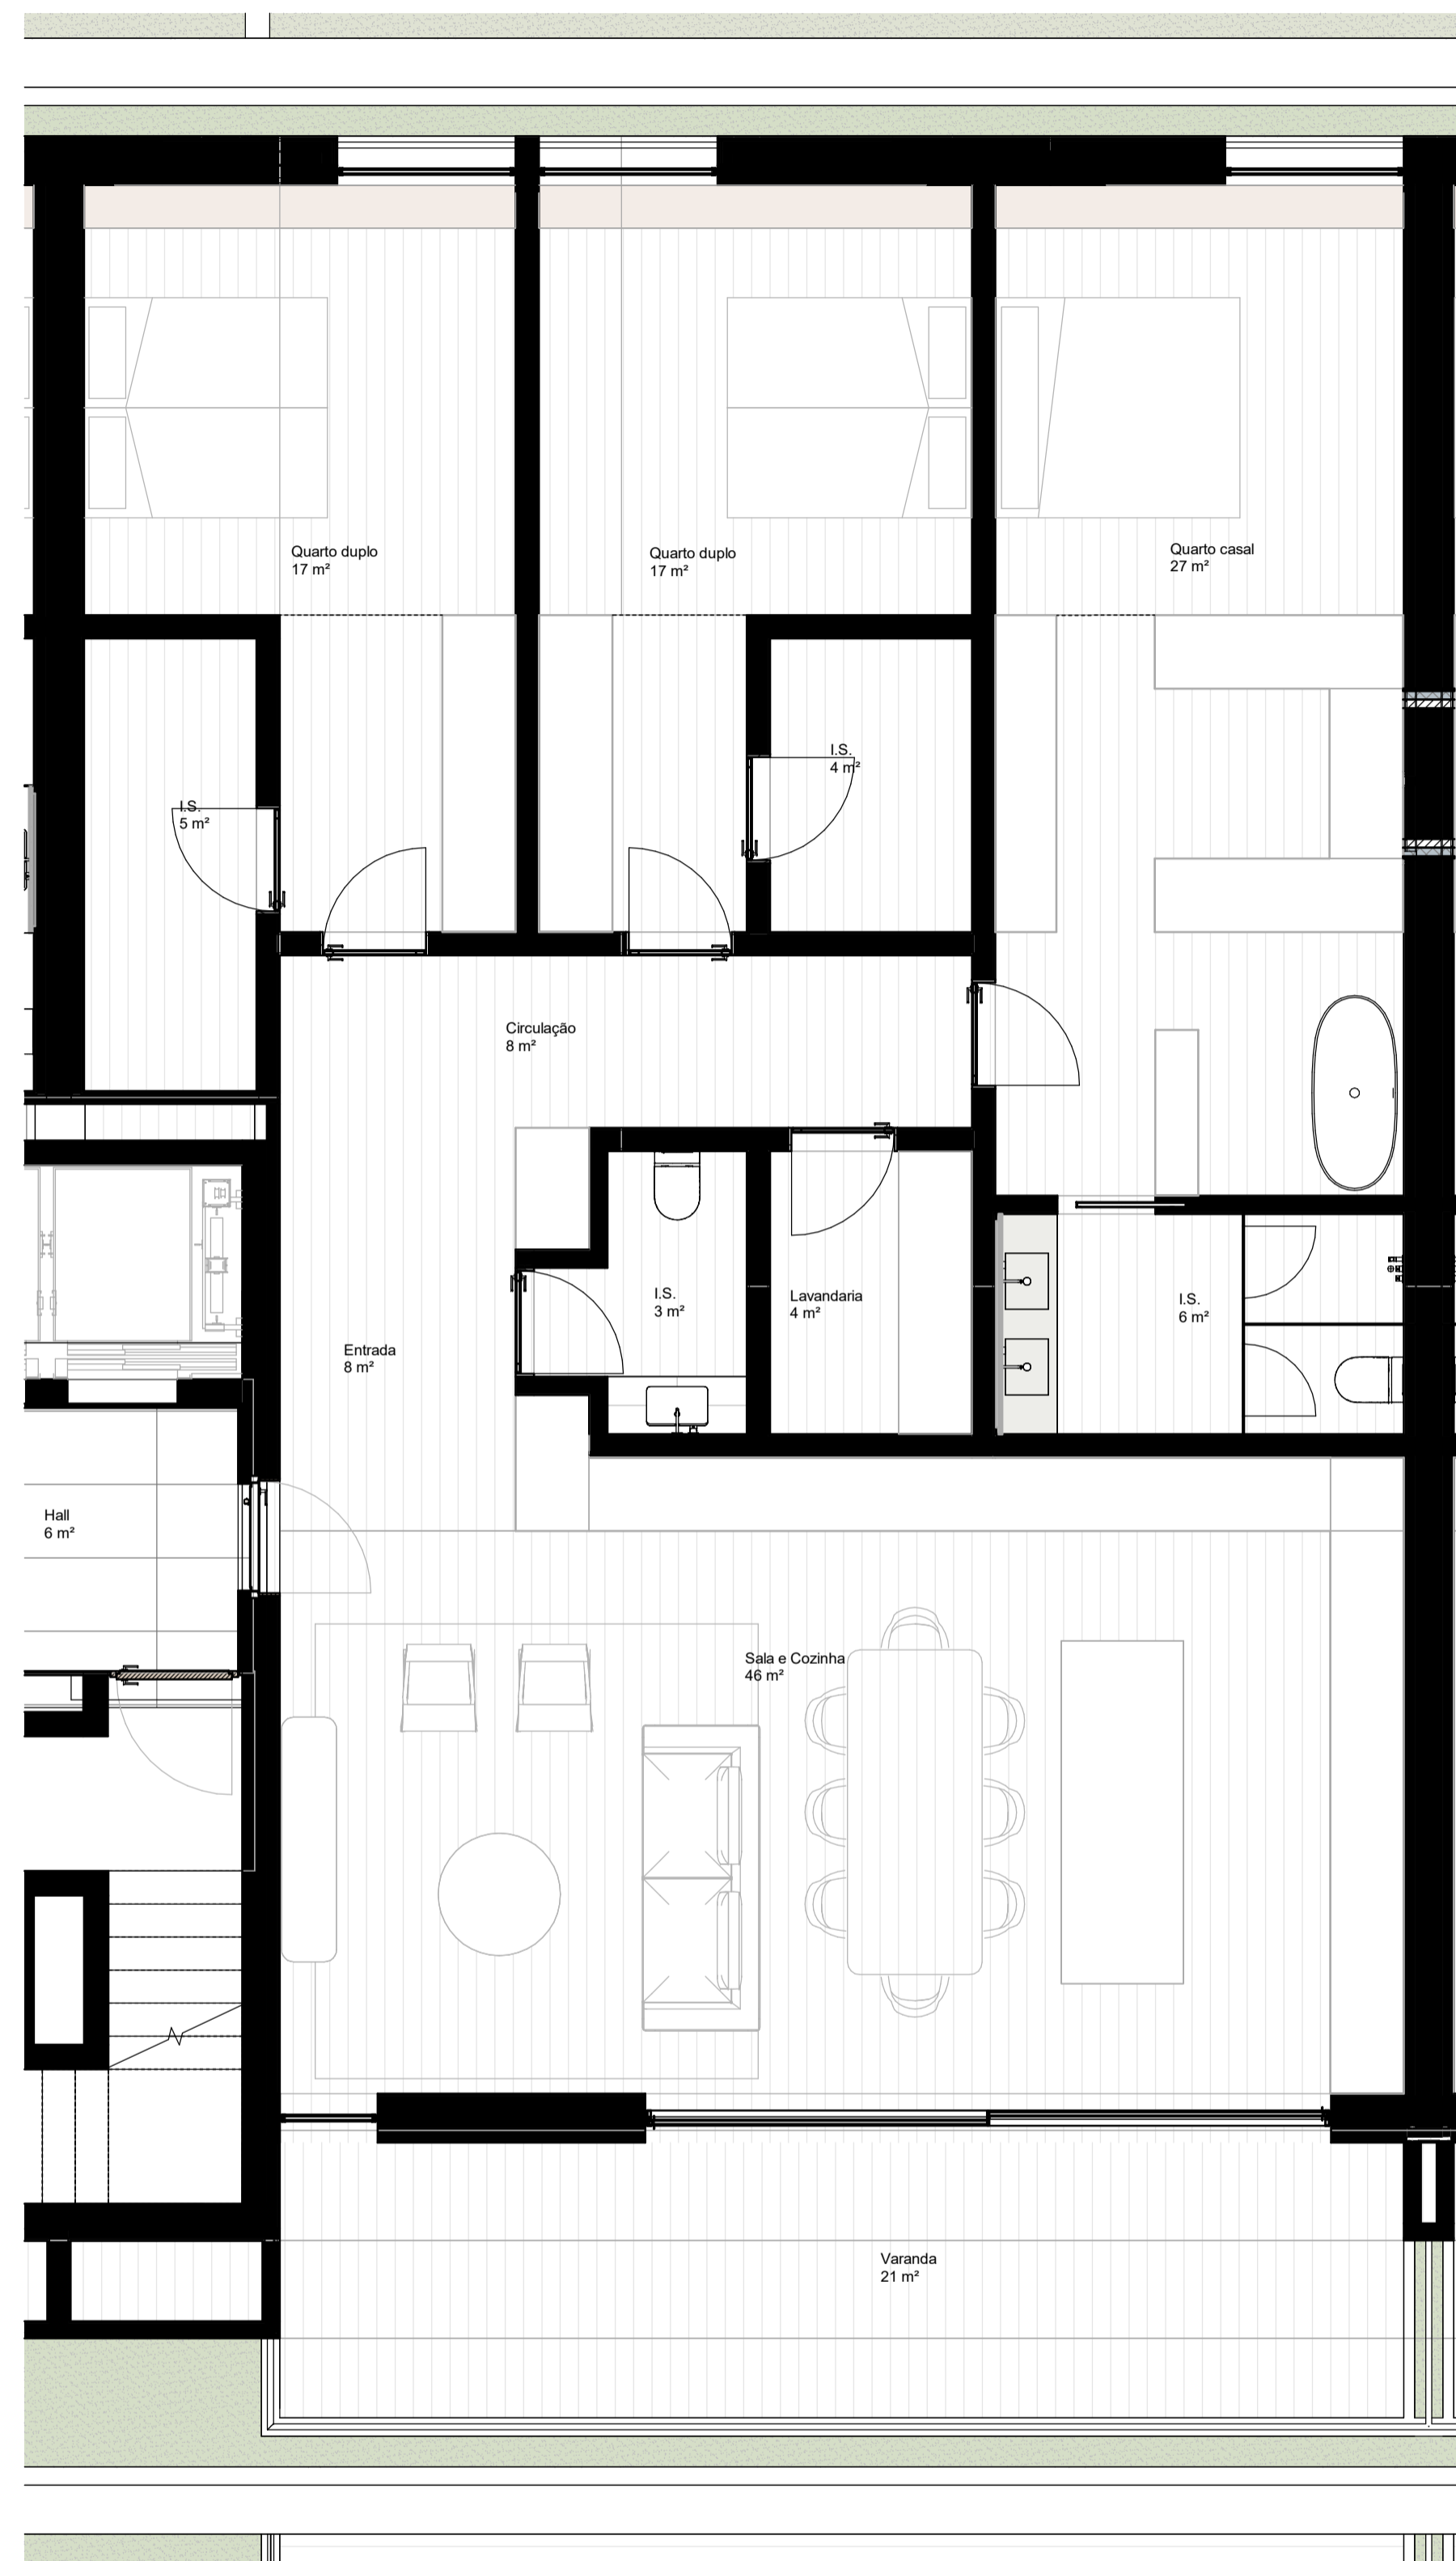 Quarto duplo
17 m²
Quarto duplo
17 m²
Quarto casal
27 m²
I.S.
4 m²
I.S.
5 m²
Circulação
8 m²
I.S.
3 m²
Lavandaria
4 m²
I.S.
6 m²
Entrada
8 m²
Hall
6 m²
Sala e Cozinha
46 m²
Varanda
21 m²